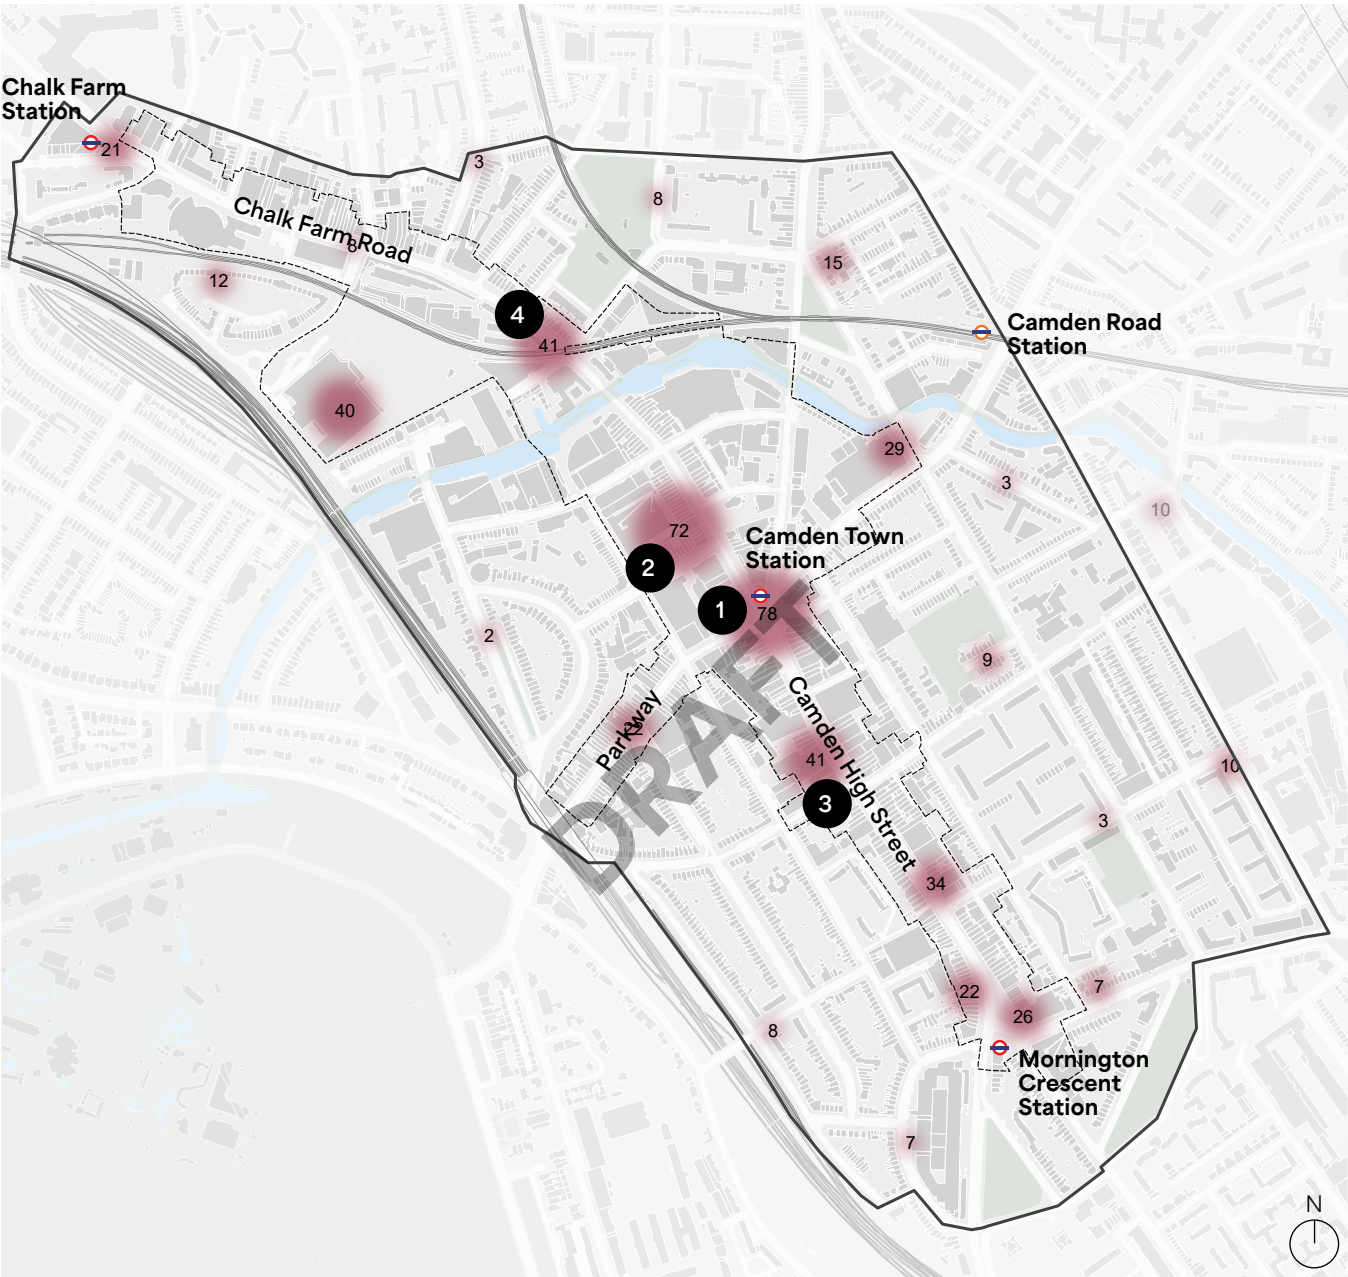 Chalk Farm
Station
21
3
8
Chalk Farm Road
8
15
12
4
41
Camden Road
Station
40
29
3
10
72
Camden Town
Station
2
1
78
2
9
Parkway
Camden High Street
41
10
3
3
DRAFT
34
22
26
7
8
Mornington
Crescent
Station
7
N